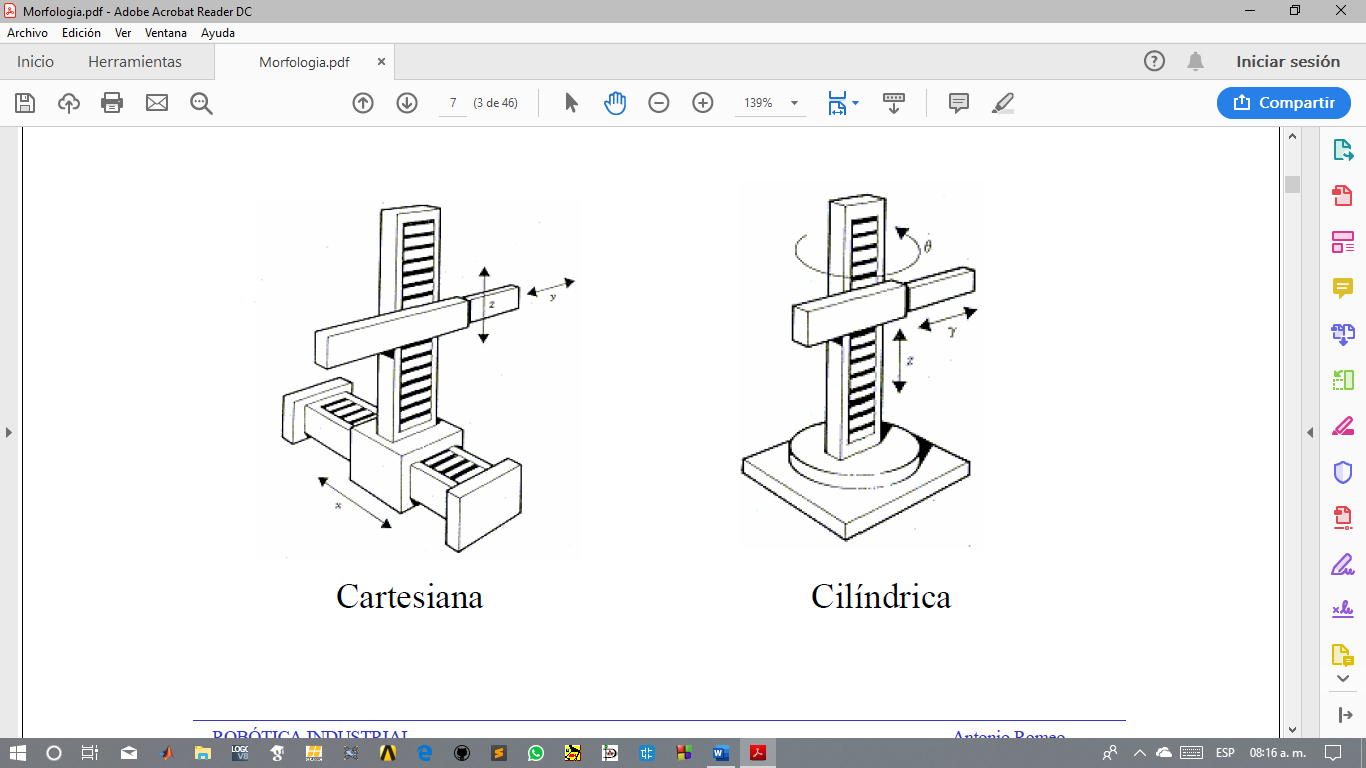 Morfologia.pdf - Adobe Acrobat Reader DC
Archivo Edición Ver Ventana Ayuda
Inicio Herramientas Morfologia.pdf × Iniciar sesión
7 (3 de 46) 139% Compartir
z
y
x
θ
γ
z
Cartesiana Cilíndrica
ROBÓTICA INDUSTRIAL Antonio Romeo
ESP 08:16 a. m.